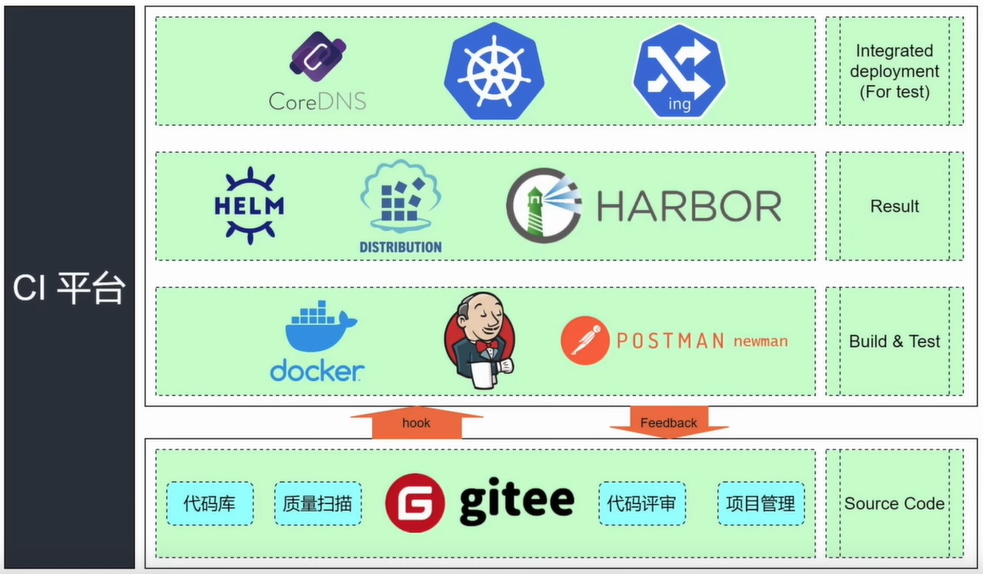 CI 平台
CoreDNS
ing
Integrated
deployment
(For test)
HELM
DISTRIBUTION
HARBOR
Result
docker
POSTMAN newman
Build & Test
hook
Feedback
代码库
质量扫描
G gitee
代码评审
项目管理
Source Code